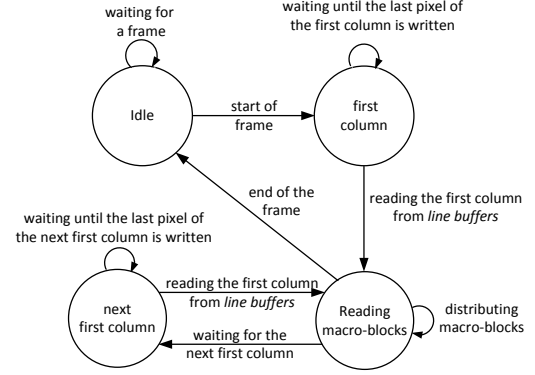 waiting for
a frame
waiting until the last pixel of
the first column is written
Idle
start of
frame
first
column
end of the
frame
reading the first column
from line buffers
waiting until the last pixel of
the next first column is written
next
first column
reading the first column
from line buffers
waiting for the
next first column
Reading
macro-blocks
distributing
macro-blocks